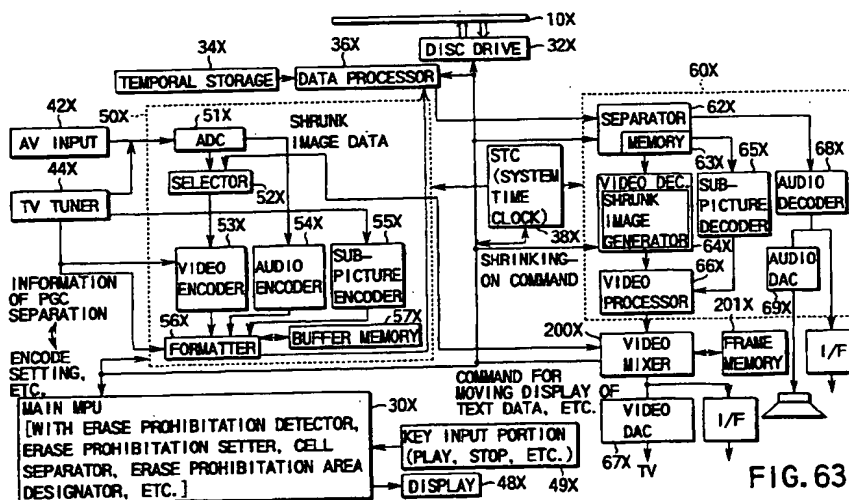 10X
DISC DRIVE
32X
34X
36X
TEMPORAL STORAGE
DATA PROCESSOR
60X
50X
51X
42X
AV INPUT
ADC
SHRUNK
IMAGE DATA
44X
TV TUNER
SELECTOR
52X
SEPARATOR
62X
MEMORY
63X
65X
68X
STC
(SYSTEM
TIME
CLOCK)
38X
VIDEO DEC.
SHRUNK
IMAGE
GENERATOR
64X
SUB-
PICTURE
DECODER
AUDIO
DECODER
53X
54X
55X
VIDEO
ENCODER
AUDIO
ENCODER
SUB-
PICTURE
ENCODER
SHRINKING-
ON COMMAND
66X
VIDEO
PROCESSOR
AUDIO
DAC
69X
INFORMATION
OF PGC
SEPARATION
56X
57X
FORMATTER
BUFFER MEMORY
200X
201X
VIDEO
MIXER
FRAME
MEMORY
I/F
ENCODE
SETTING,
ETC.
30X
MAIN MPU
[WITH ERASE PROHIBITATION DETECTOR,
ERASE PROHIBITATION SETTER, CELL
SEPARATOR, ERASE PROHIBITATION AREA
DESIGNATOR, ETC.]
COMMAND FOR
MOVING DISPLAY OF
TEXT DATA, ETC.
KEY INPUT PORTION
(PLAY, STOP, ETC.)
49X
DISPLAY
48X
VIDEO
DAC
67X
TV
I/F
FIG. 63